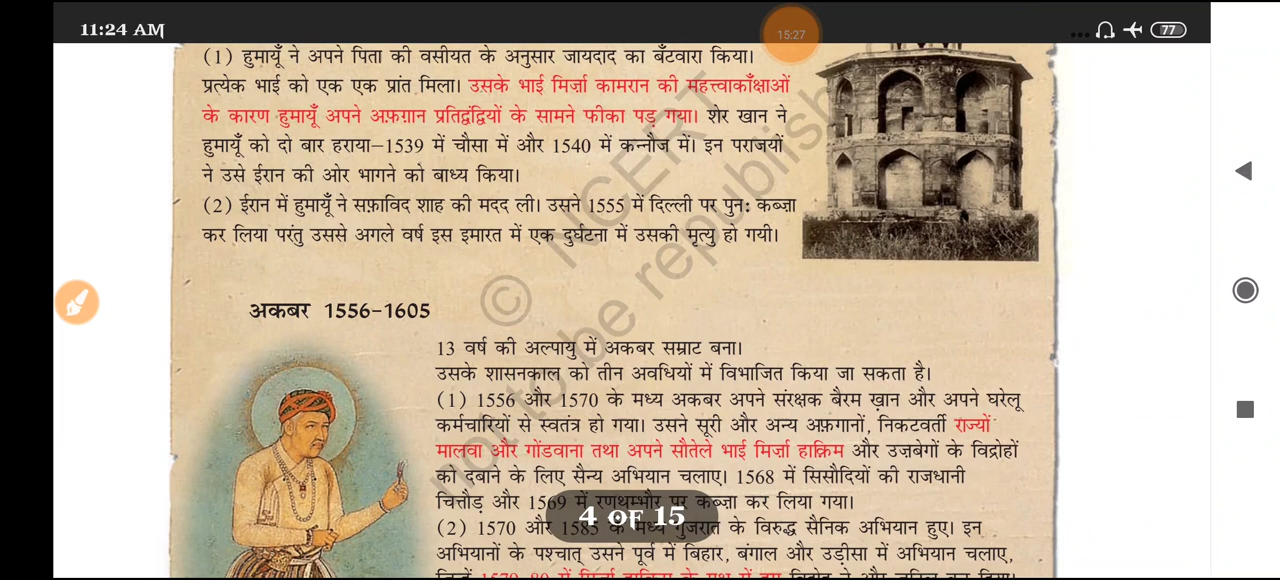 11:24 AM
15:27
77
(1) हुमायूँ ने अपने पिता की वसीयत के अनुसार जायदाद का बँटवारा किया।
प्रत्येक भाई को एक एक प्रांत मिला। उसके भाई मिर्ज़ा कामरान की महत्त्वाकाँक्षाओं
के कारण हुमायूँ अपने अफ़ग़ान प्रतिद्वंद्वियों के सामने फीका पड़ गया। शेर ख़ान ने
हुमायूँ को दो बार हराया–1539 में चौसा में और 1540 में कन्नौज में। इन पराजयों
ने उसे ईरान की ओर भागने को बाध्य किया।
(2) ईरान में हुमायूँ ने सफ़ाविद शाह की मदद ली। उसने 1555 में दिल्ली पर पुनः कब्ज़ा
कर लिया परंतु उससे अगले वर्ष इस इमारत में एक दुर्घटना में उसकी मृत्यु हो गयी।
© NCERT
not to be republished
अकबर 1556-1605
13 वर्ष की अल्पायु में अकबर सम्राट बना।
उसके शासनकाल को तीन अवधियों में विभाजित किया जा सकता है।
(1) 1556 और 1570 के मध्य अकबर अपने संरक्षक बैरम ख़ान और अपने घरेलू
कर्मचारियों से स्वतंत्र हो गया। उसने सूरी और अन्य अफ़गानों, निकटवर्ती राज्यों
मालवा और गोंडवाना तथा अपने सौतेले भाई मिर्ज़ा हाक़िम और उज़बेगों के विद्रोहों
को दबाने के लिए सैन्य अभियान चलाए। 1568 में सिसौदियों की राजधानी
चित्तौड़ और 1569 में रणथम्भौर पर कब्ज़ा कर लिया गया।
4 OF 15
(2) 1570 और 1585 के मध्य गुजरात के विरुद्ध सैनिक अभियान हुए। इन
अभियानों के पश्चात् उसने पूर्व में बिहार, बंगाल और उड़ीसा में अभियान चलाए,
1579-80 में मिर्ज़ा हाक़िम के